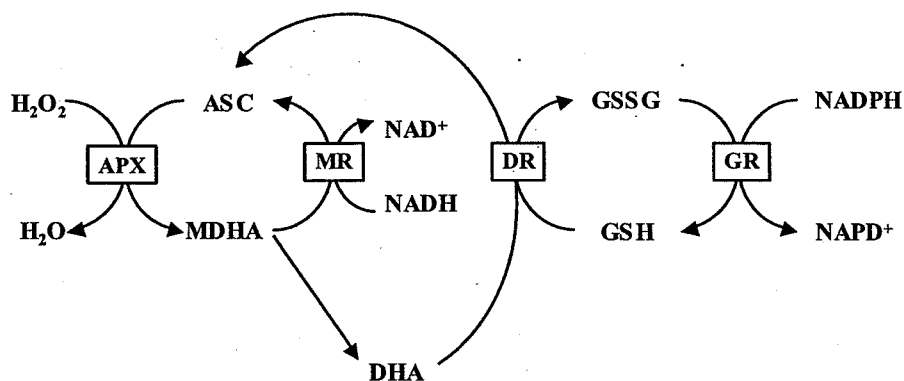 H₂O₂ ASC GSSG NADPH
NAD⁺
APX MR DR GR
NADH
H₂O MDHA GSH NAPD⁺
DHA